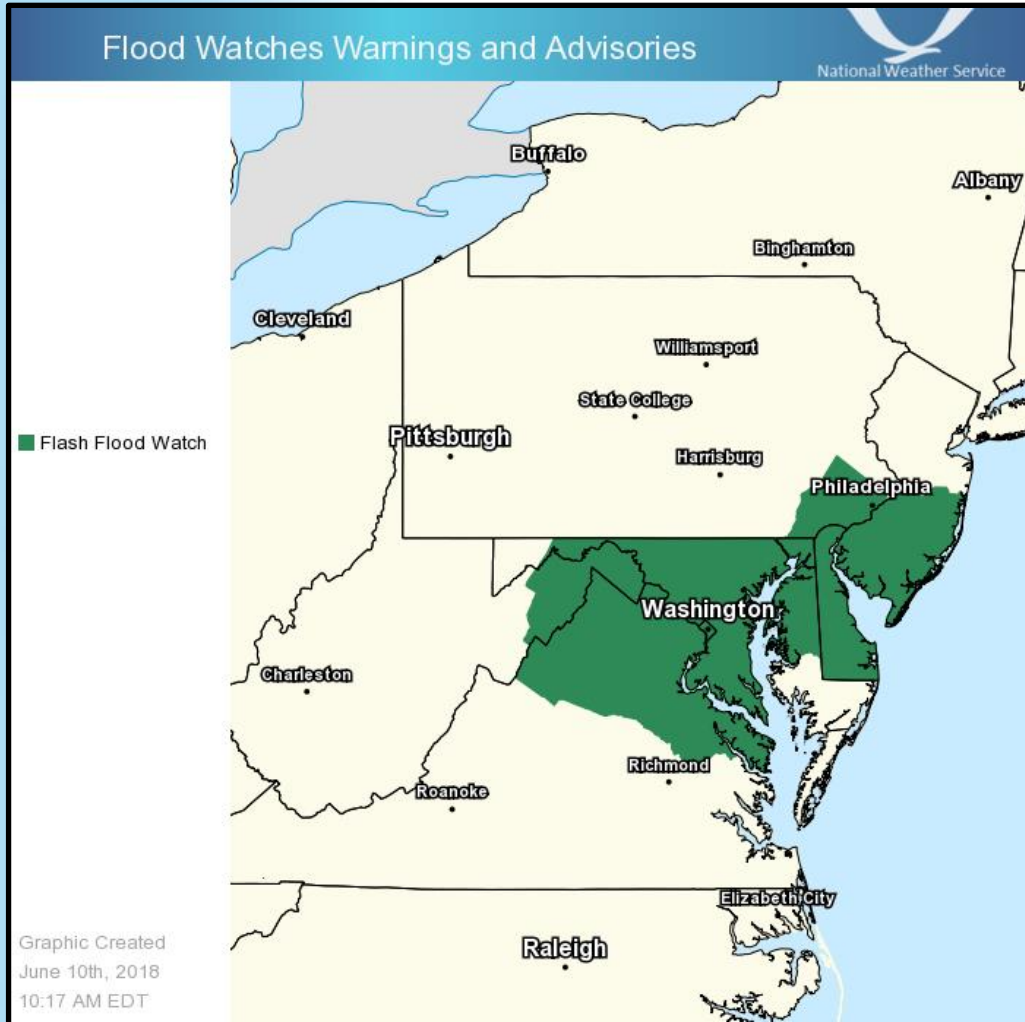 Flood Watches Warnings and Advisories
National Weather Service
Buffalo
Albany
Binghamton
Cleveland
Williamsport
State College
Flash Flood Watch
Pittsburgh
Harrisburg
Philadelphia
Washington
Charleston
Richmond
Roanoke
Elizabeth City
Raleigh
Graphic Created
June 10th, 2018
10:17 AM EDT